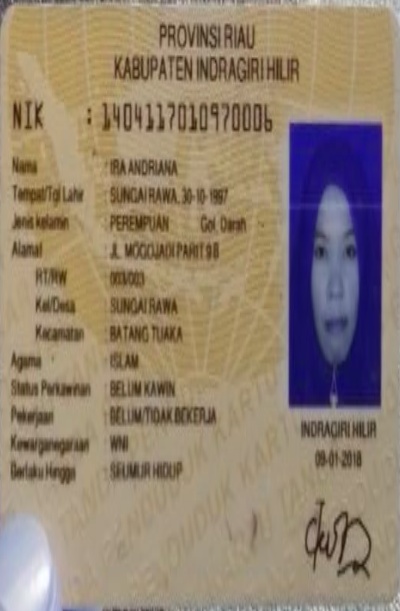 PROVINSI RIAU
KABUPATEN INDRAGIRI HILIR
NIK : 1404117010970006
Nama : IRA ANDRIANA
Tempat/Tgl Lahir : SUNGAI RAWA, 30-10-1997
Jenis kelamin : PEREMPUAN Gol. Darah
Alamat : JL. MOGOJADI PARIT 9 B
RT/RW : 003/003
Kel/Desa : SUNGAI RAWA
Kecamatan : BATANG TUAKA
Agama : ISLAM
Status Perkawinan : BELUM KAWIN
Pekerjaan : BELUM/TIDAK BEKERJA
Kewarganegaraan : WNI
Berlaku Hingga : SEUMUR HIDUP
INDRAGIRI HILIR
09-01-2018